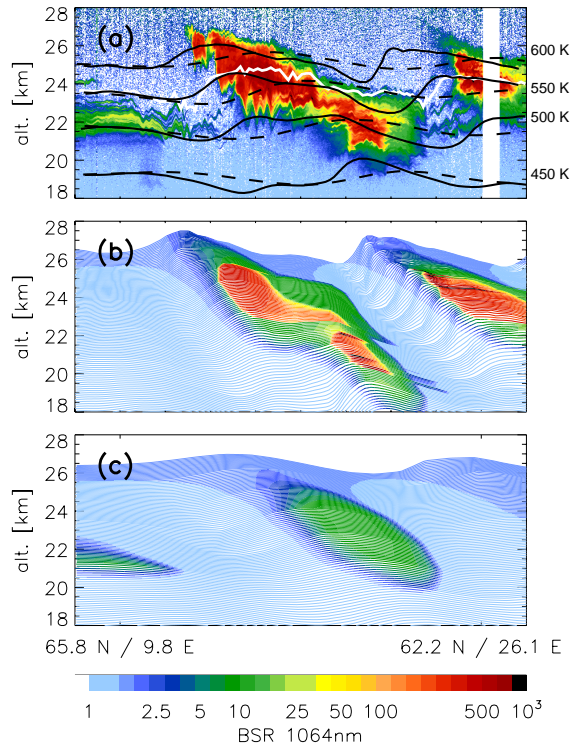 28
26
24
22
20
18
alt. [km]
(a)
600 K
550 K
500 K
450 K
28
26
24
22
20
18
alt. [km]
(b)
28
26
24
22
20
18
alt. [km]
(c)
65.8 N / 9.8 E 62.2 N / 26.1 E
1 2.5 5 10 25 50 100 500 10³
BSR 1064nm